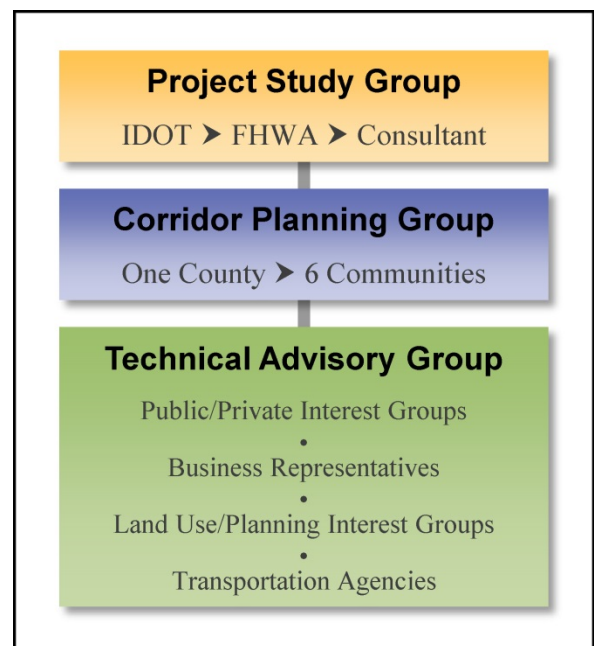 Project Study Group
IDOT ➤ FHWA ➤ Consultant
Corridor Planning Group
One County ➤ 6 Communities
Technical Advisory Group
Public/Private Interest Groups
•
Business Representatives
•
Land Use/Planning Interest Groups
•
Transportation Agencies